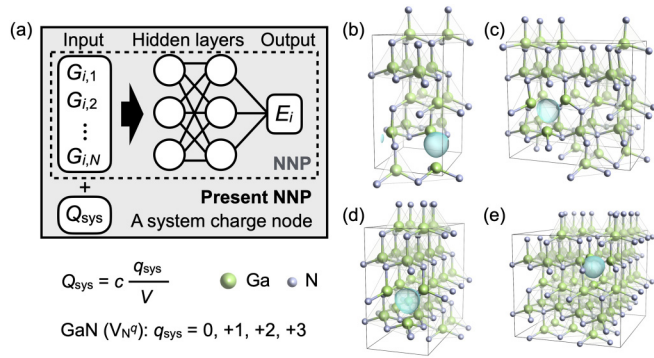 (a)
Input Hidden layers Output
G_{i,1}
G_{i,2}
⋮
G_{i,N}
E_i
NNP
+
Present NNP
Q_sys
A system charge node
Q_sys = c q_sys / V
Ga N
GaN (V_N^q): q_sys = 0, +1, +2, +3
(b)
(c)
(d)
(e)